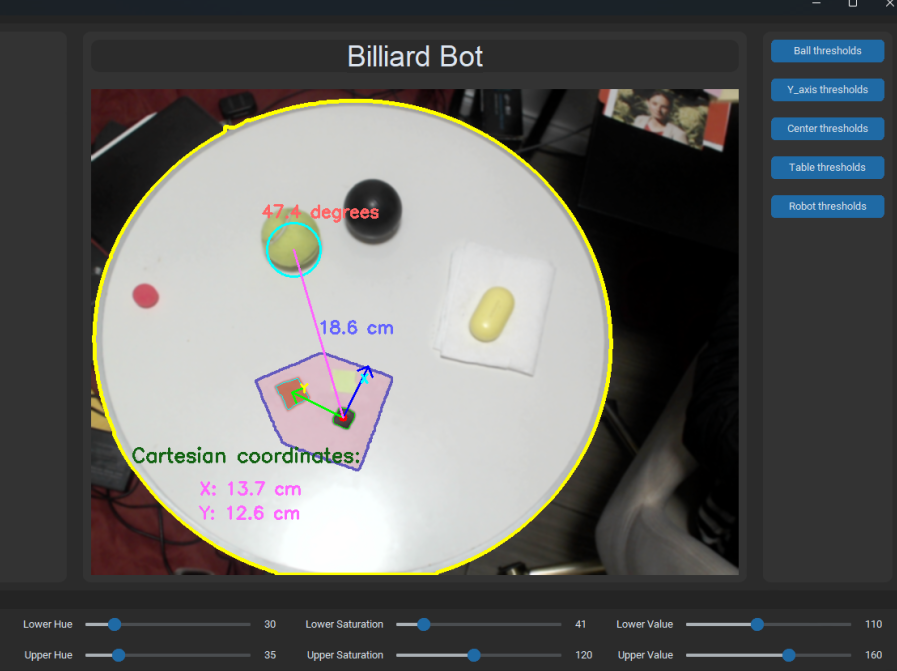 Billiard Bot
Ball thresholds
Y_axis thresholds
Center thresholds
Table thresholds
Robot thresholds
47.4 degrees
18.6 cm
X
Y
Cartesian coordinates:
X: 13.7 cm
Y: 12.6 cm
Lower Hue 30 Lower Saturation 41 Lower Value 110
Upper Hue 35 Upper Saturation 120 Upper Value 160